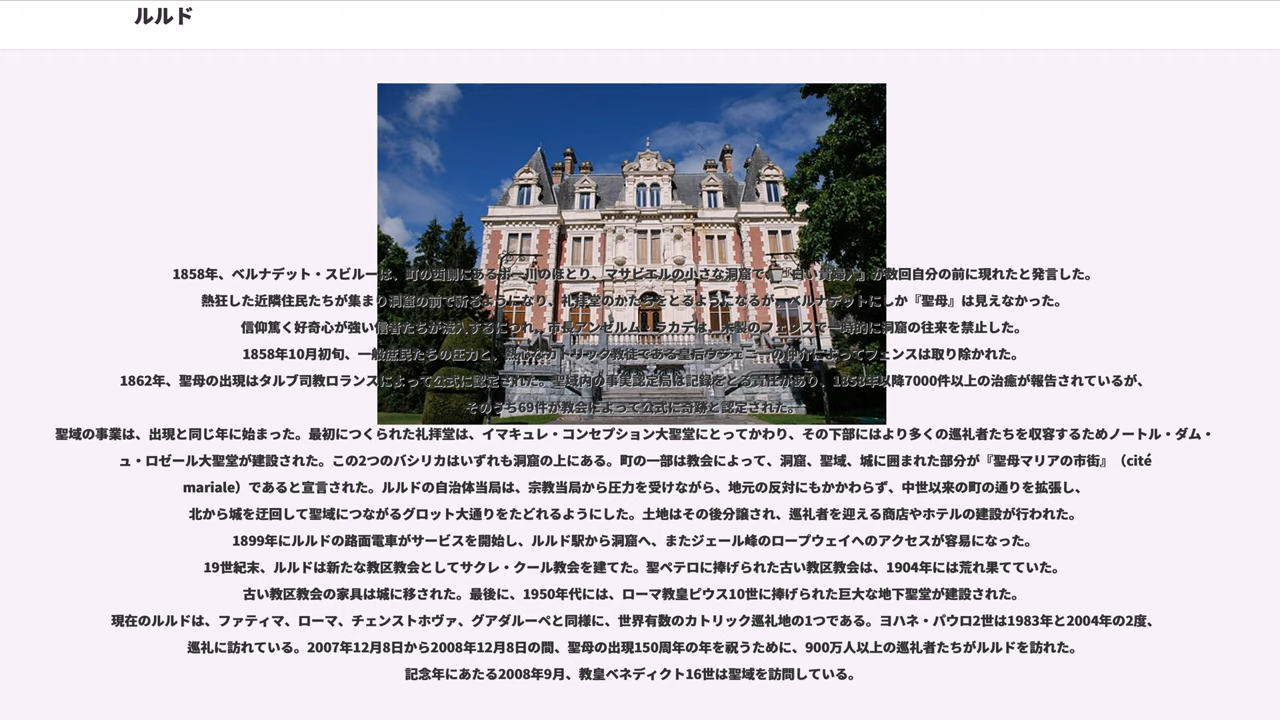 ルルド
1858年、ベルナデット・スビルーは、町の西側にあるポー川のほとり、マサビエルの小さな洞窟で、『白い貴婦人』が数回自分の前に現れたと発言した。
熱狂した近隣住民たちが集まり洞窟の前で祈るようになり、礼拝堂のかたちをとるようになるが、ベルナデットにしか『聖母』は見えなかった。
信仰篤く好奇心が強い信者たちが流入するにつれ、市長アンゼルム・ラカデは、木製のフェンスで一時的に洞窟の往来を禁止した。
1858年10月初旬、一般庶民たちの圧力と、熱心なカトリック教徒である皇后ウジェニーの仲介によってフェンスは取り除かれた。
1862年、聖母の出現はタルブ司教ロランスによって公式に認定された。聖域内の事実認定局は記録をとる責任があり、1858年以降7000件以上の治癒が報告されているが、
そのうち69件が教会によって公式に奇跡と認定された。
聖域の事業は、出現と同じ年に始まった。最初につくられた礼拝堂は、イマキュレ・コンセプション大聖堂にとってかわり、その下部にはより多くの巡礼者たちを収容するためノートル・ダム・
ュ・ロゼール大聖堂が建設された。この2つのバシリカはいずれも洞窟の上にある。町の一部は教会によって、洞窟、聖域、城に囲まれた部分が『聖母マリアの市街』（cité
mariale）であると宣言された。ルルドの自治体当局は、宗教当局から圧力を受けながら、地元の反対にもかかわらず、中世以来の町の通りを拡張し、
北から城を迂回して聖域につながるグロット大通りをたどれるようにした。土地はその後分譲され、巡礼者を迎える商店やホテルの建設が行われた。
1899年にルルドの路面電車がサービスを開始し、ルルド駅から洞窟へ、またジェール峰のロープウェイへのアクセスが容易になった。
19世紀末、ルルドは新たな教区教会としてサクレ・クール教会を建てた。聖ペテロに捧げられた古い教区教会は、1904年には荒れ果てていた。
古い教区教会の家具は城に移された。最後に、1950年代には、ローマ教皇ピウス10世に捧げられた巨大な地下聖堂が建設された。
現在のルルドは、ファティマ、ローマ、チェンストホヴァ、グアダルーペと同様に、世界有数のカトリック巡礼地の1つである。ヨハネ・パウロ2世は1983年と2004年の2度、
巡礼に訪れている。2007年12月8日から2008年12月8日の間、聖母の出現150周年の年を祝うために、900万人以上の巡礼者たちがルルドを訪れた。
記念年にあたる2008年9月、教皇ベネディクト16世は聖域を訪問している。